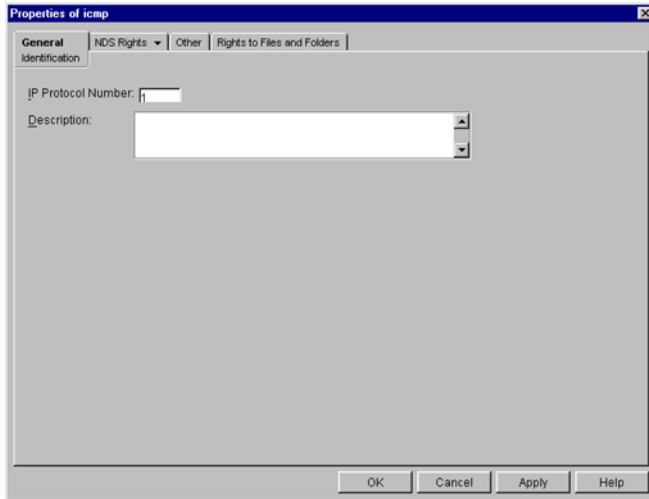 Properties of icmp
General NDS Rights Other Rights to Files and Folders
Identification
IP Protocol Number: 1
Description:
OK Cancel Apply Help